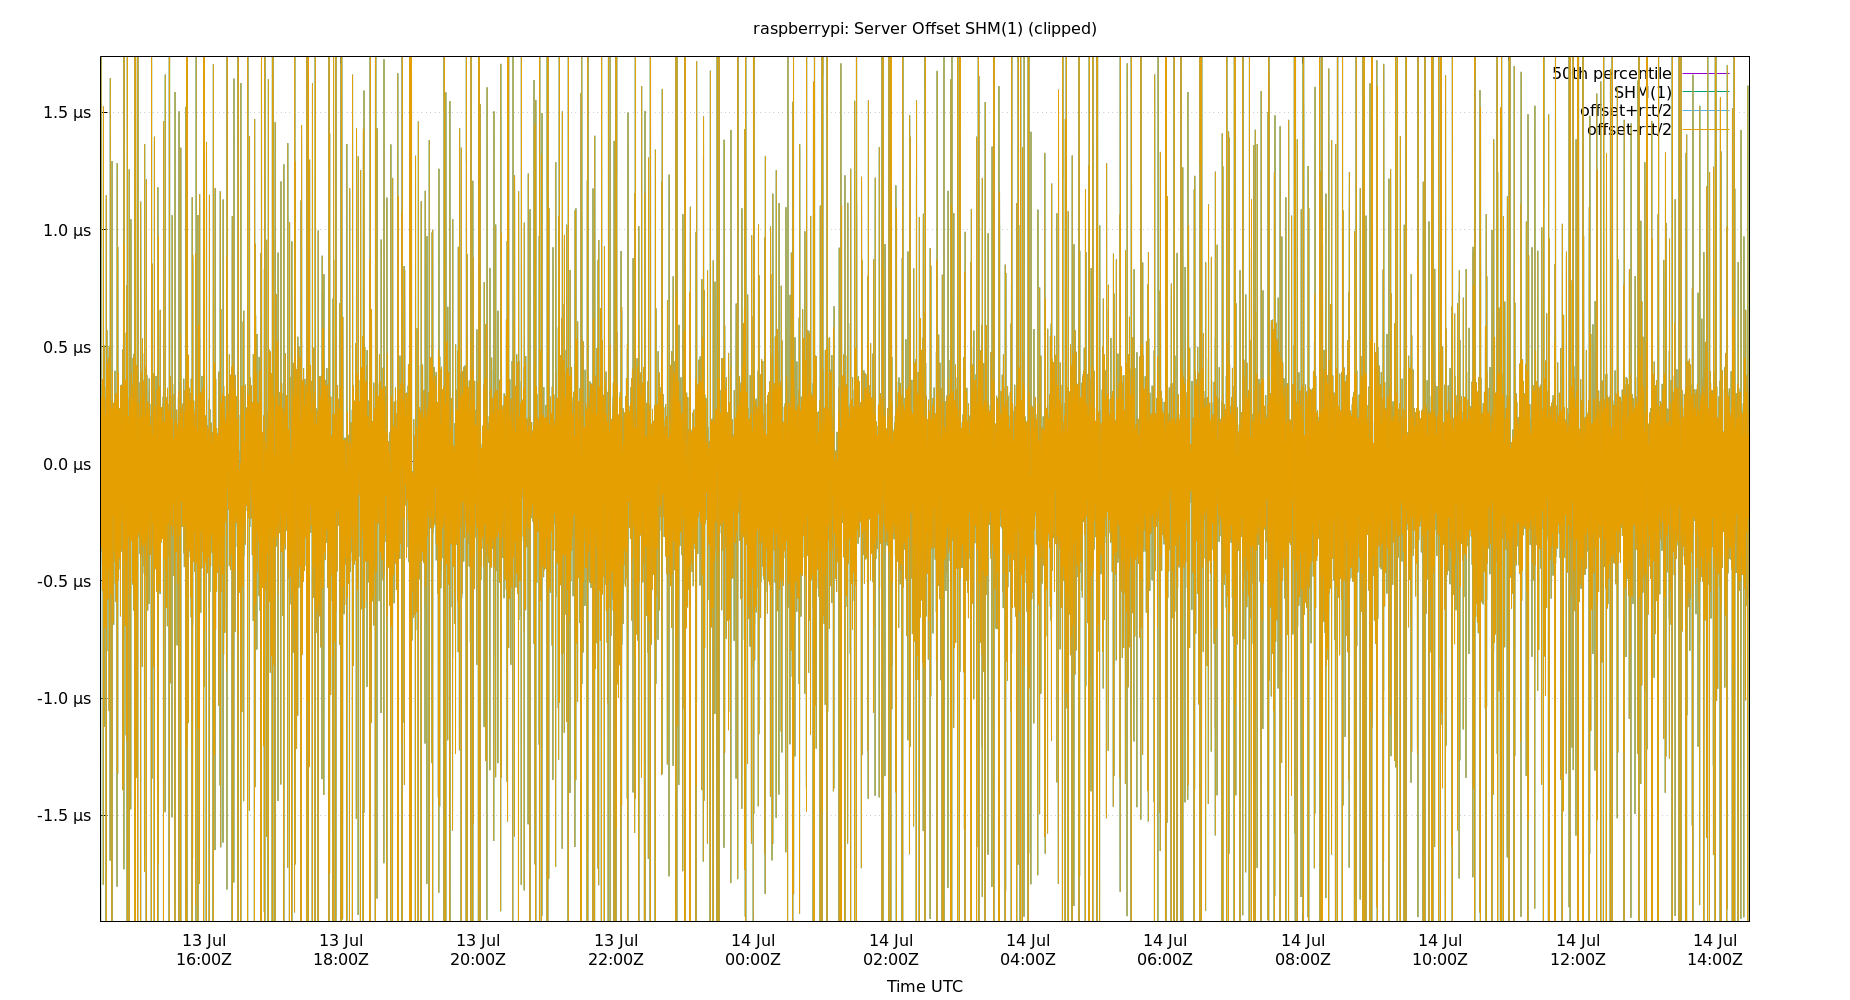 raspberrypi: Server Offset SHM(1) (clipped)
50th percentile
SHM(1)
offset+rtt/2
offset-rtt/2
1.5 µs
1.0 µs
0.5 µs
0.0 µs
-0.5 µs
-1.0 µs
-1.5 µs
13 Jul 13 Jul 13 Jul 13 Jul 14 Jul 14 Jul 14 Jul 14 Jul 14 Jul 14 Jul 14 Jul 14 Jul
16:00Z 18:00Z 20:00Z 22:00Z 00:00Z 02:00Z 04:00Z 06:00Z 08:00Z 10:00Z 12:00Z 14:00Z
Time UTC